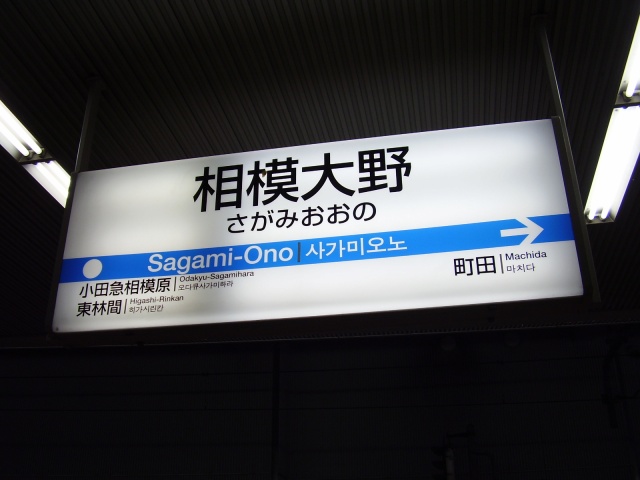 相模大野
さがみおおの
Sagami-Ono 사가미오노
小田急相模原 Odakyu-Sagamihara 오다큐사가미하라
東林間 Higashi-Rinkan 히가시린칸
町田 Machida 마치다